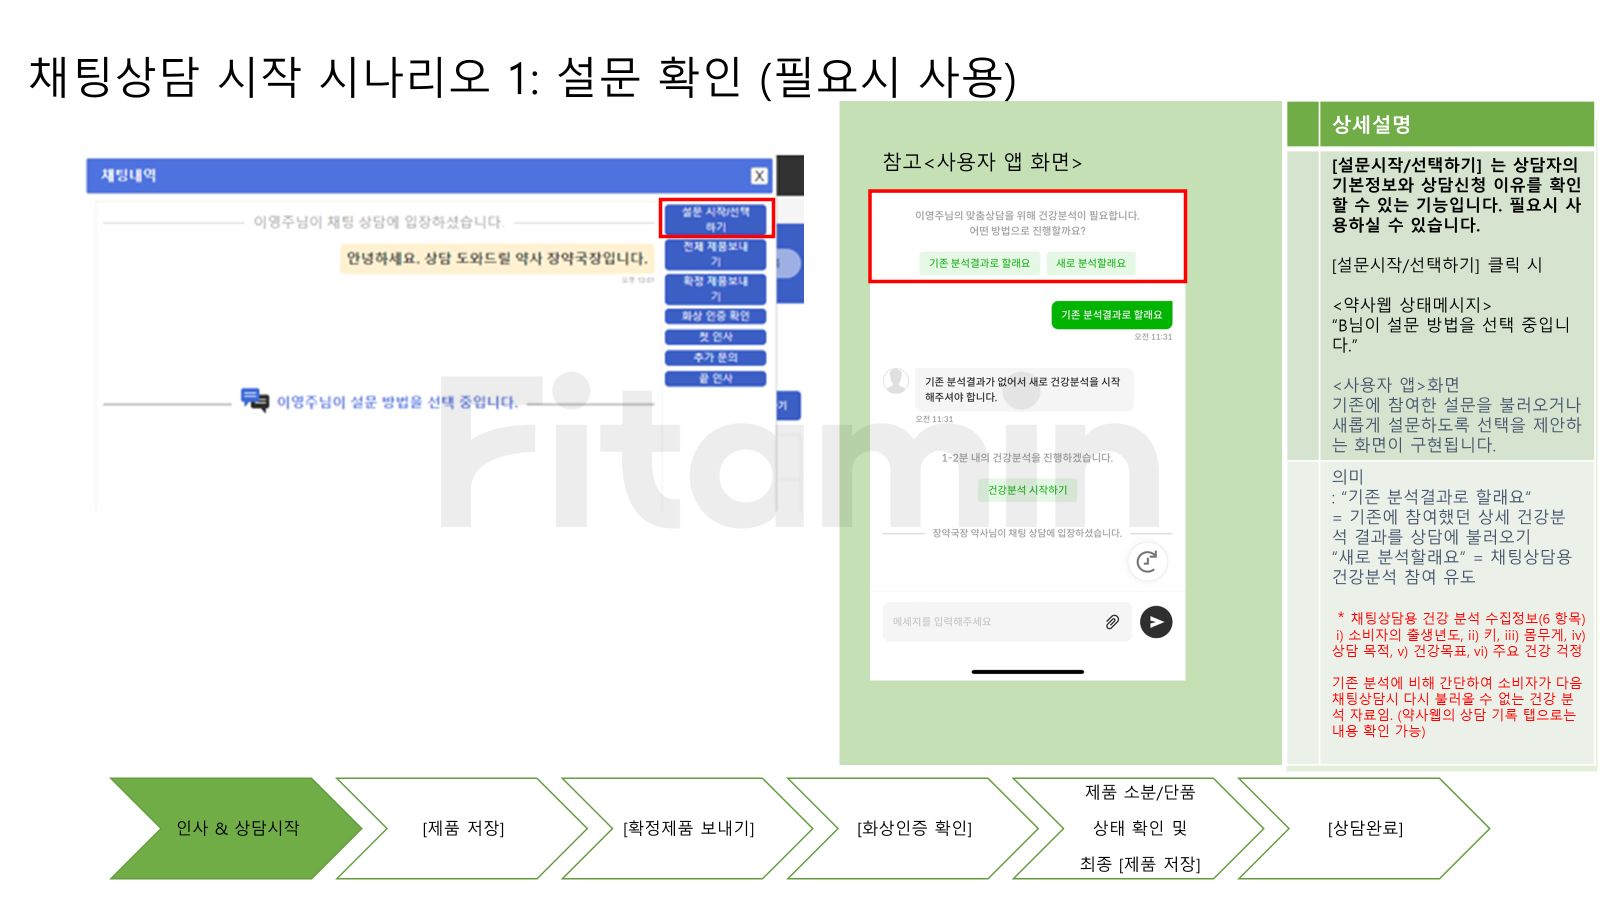 채팅상담 시작 시나리오 1: 설문 확인 (필요시 사용)
채팅내역
X
이영주님이 채팅 상담에 입장하셨습니다.
안녕하세요. 상담 도와드릴 약사 장약국장입니다.
이영주님이 설문 방법을 선택 중입니다.
설문 시작/선택
하기
전체 제품보내
기
확정 제품보내
기
화상 인증 확인
첫 인사
추가 문의
끝 인사
기
참고<사용자 앱 화면>
이영주님의 맞춤상담을 위해 건강분석이 필요합니다.
어떤 방법으로 진행할까요?
기존 분석결과로 할래요
새로 분석할래요
기존 분석결과로 할래요
오전 11:31
기존 분석결과가 없어서 새로 건강분석을 시작
해주셔야 합니다.
오전 11:31
1-2분 내의 건강분석을 진행하겠습니다.
건강분석 시작하기
장약국장 약사님이 채팅 상담에 입장하셨습니다.
메세지를 입력해주세요
Fitamin
상세설명
[설문시작/선택하기] 는 상담자의
기본정보와 상담신청 이유를 확인
할 수 있는 기능입니다. 필요시 사
용하실 수 있습니다.
[설문시작/선택하기] 클릭 시
<약사웹 상태메시지>
“B님이 설문 방법을 선택 중입니
다.”
<사용자 앱>화면
기존에 참여한 설문을 불러오거나
새롭게 설문하도록 선택을 제안하
는 화면이 구현됩니다.
의미
: “기존 분석결과로 할래요“
= 기존에 참여했던 상세 건강분
석 결과를 상담에 불러오기
“새로 분석할래요” = 채팅상담용
건강분석 참여 유도
* 채팅상담용 건강 분석 수집정보(6 항목)
i) 소비자의 출생년도, ii) 키, iii) 몸무게, iv)
상담 목적, v) 건강목표, vi) 주요 건강 걱정
기존 분석에 비해 간단하여 소비자가 다음
채팅상담시 다시 불러올 수 없는 건강 분
석 자료임. (약사웹의 상담 기록 탭으로는
내용 확인 가능)
인사 & 상담시작
[제품 저장]
[확정제품 보내기]
[화상인증 확인]
제품 소분/단품
상태 확인 및
최종 [제품 저장]
[상담완료]